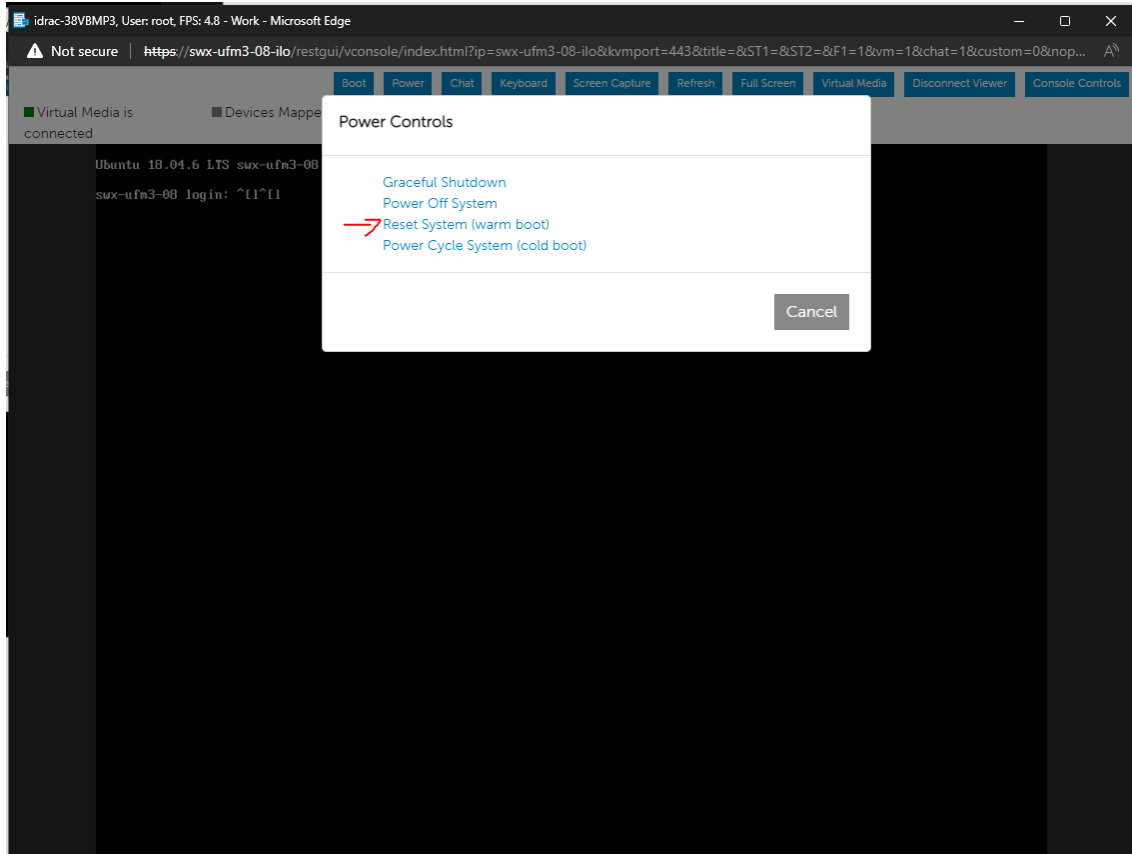 idrac-38VBMP3, User: root, FPS: 4.8 - Work - Microsoft Edge
Not secure | https://swx-ufm3-08-ilo/restgui/vconsole/index.html?ip=swx-ufm3-08-ilo&kvmport=443&title=&ST1=&ST2=&F1=1&vm=1&chat=1&custom=0&nop...
Boot Power Chat Keyboard Screen Capture Refresh Full Screen Virtual Media Disconnect Viewer Console Controls
Virtual Media is connected
Devices Mappe
Power Controls
Ubuntu 18.04.6 LTS swx-ufm3-08
swx-ufm3-08 login: ^[]^[]
Graceful Shutdown
Power Off System
Reset System (warm boot)
Power Cycle System (cold boot)
Cancel